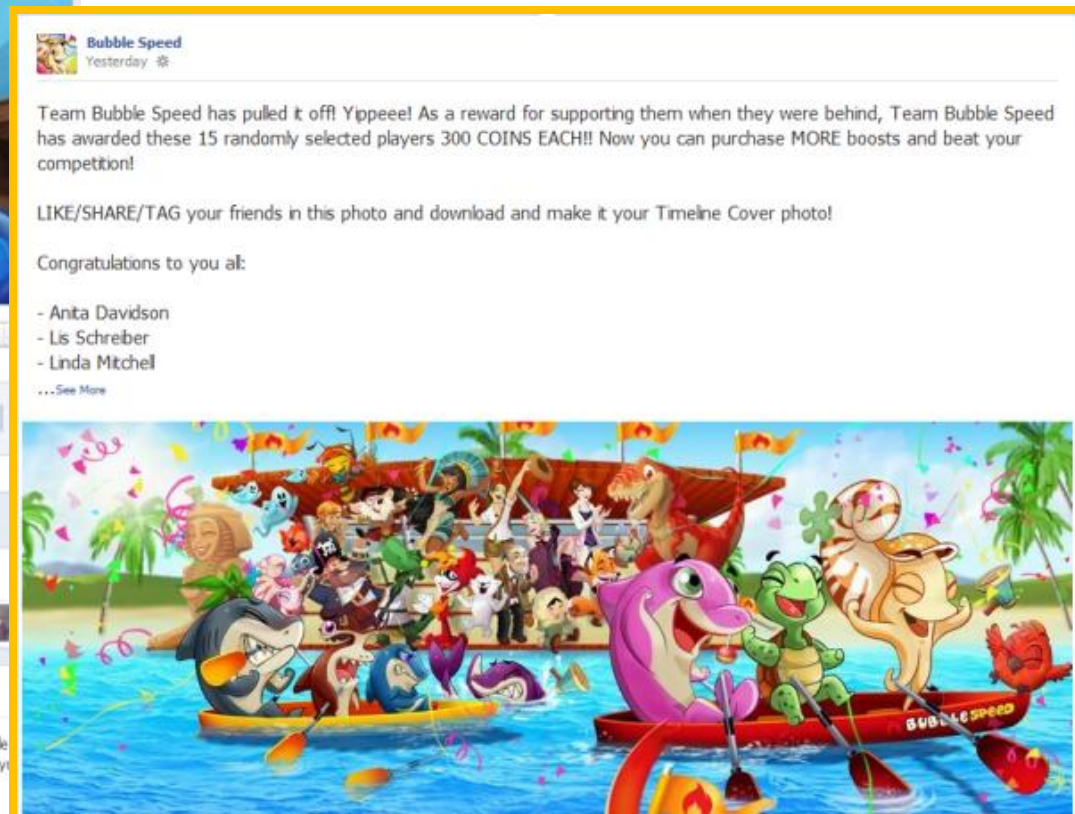 Bubble Speed
Yesterday
Team Bubble Speed has pulled it off! Yippeee! As a reward for supporting them when they were behind, Team Bubble Speed
has awarded these 15 randomly selected players 300 COINS EACH!! Now you can purchase MORE boosts and beat your
competition!
LIKE/SHARE/TAG your friends in this photo and download and make it your Timeline Cover photo!
Congratulations to you all:
- Anita Davidson
- Lis Schreiber
- Linda Mitchell
...See More
BUBBLE SPEED